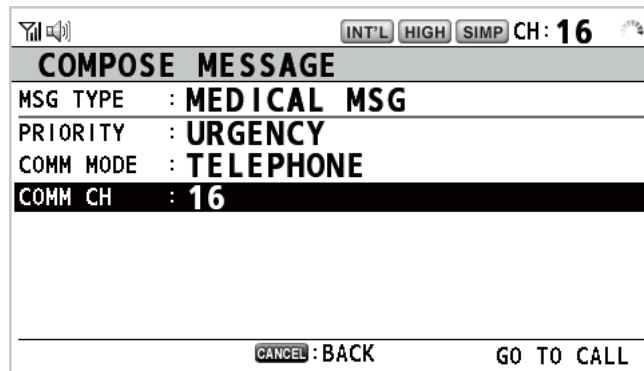 INT'L HIGH SIMP CH: 16
COMPOSE MESSAGE
MSG TYPE : MEDICAL MSG
PRIORITY : URGENCY
COMM MODE : TELEPHONE
COMM CH : 16
CANCEL : BACK GO TO CALL